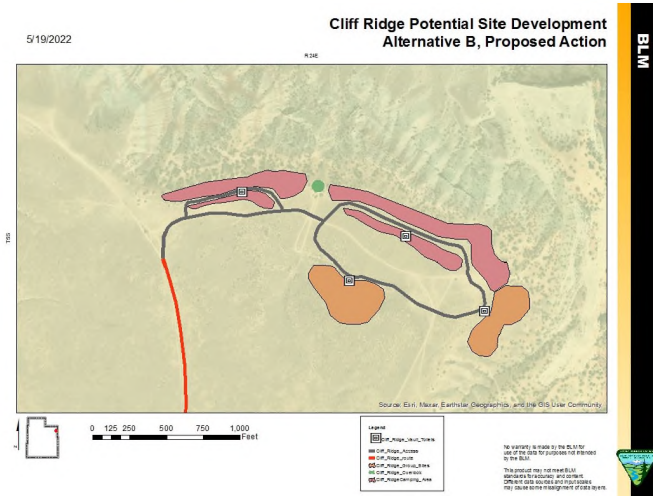 Cliff Ridge Potential Site Development
5/19/2022
Alternative B, Proposed Action
BLM
R 24E
T5S
Source: Esri, Maxar, Earthstar Geographics, and the GIS User Community
0 125 250 500 750 1,000
Feet
N
Legend
Cliff_Ridge_Vault_Toilets
Cliff_Ridge_Access
Cliff_Ridge_route
Cliff_Ridge_Group_Sites
Cliff_Ridge_Overlook
Cliff_RidgeCamping_Area
No warranty is made by the BLM for
use of the data for purposes not intended
by the BLM.
This product may not meet BLM
standards for accuracy and content.
Different data sources and input scales
may cause some misalignment of data layers.